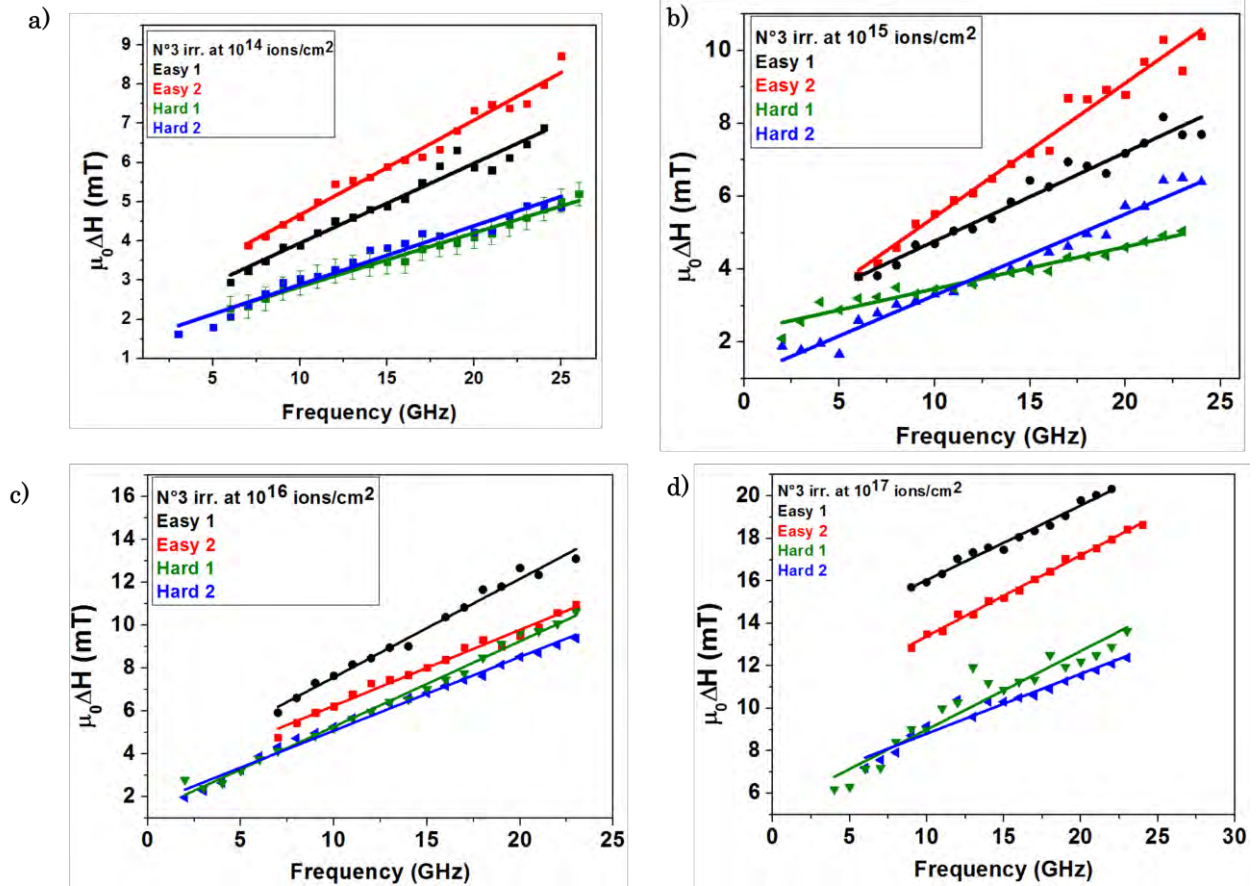 a)
N°3 irr. at 10^14 ions/cm^2
Easy 1
Easy 2
Hard 1
Hard 2
9
8
7
6
5
4
3
2
1
μ0ΔH (mT)
5 10 15 20 25
Frequency (GHz)
b)
N°3 irr. at 10^15 ions/cm^2
Easy 1
Easy 2
Hard 1
Hard 2
10
8
6
4
2
μ0ΔH (mT)
0 5 10 15 20 25
Frequency (GHz)
c)
N°3 irr. at 10^16 ions/cm^2
Easy 1
Easy 2
Hard 1
Hard 2
16
14
12
10
8
6
4
2
μ0ΔH (mT)
0 5 10 15 20 25
Frequency (GHz)
d)
N°3 irr. at 10^17 ions/cm^2
Easy 1
Easy 2
Hard 1
Hard 2
20
18
16
14
12
10
8
6
μ0ΔH (mT)
0 5 10 15 20 25 30
Frequency (GHz)